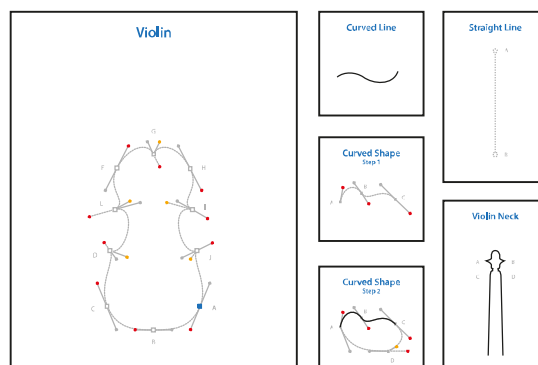 Violin
G
F
H
L
I
D
J
C
A
B
Curved Line
Curved Shape
Step 1
A
B
C
Curved Shape
Step 2
A
B
C
D
Straight Line
A
B
Violin Neck
A
B
C
D